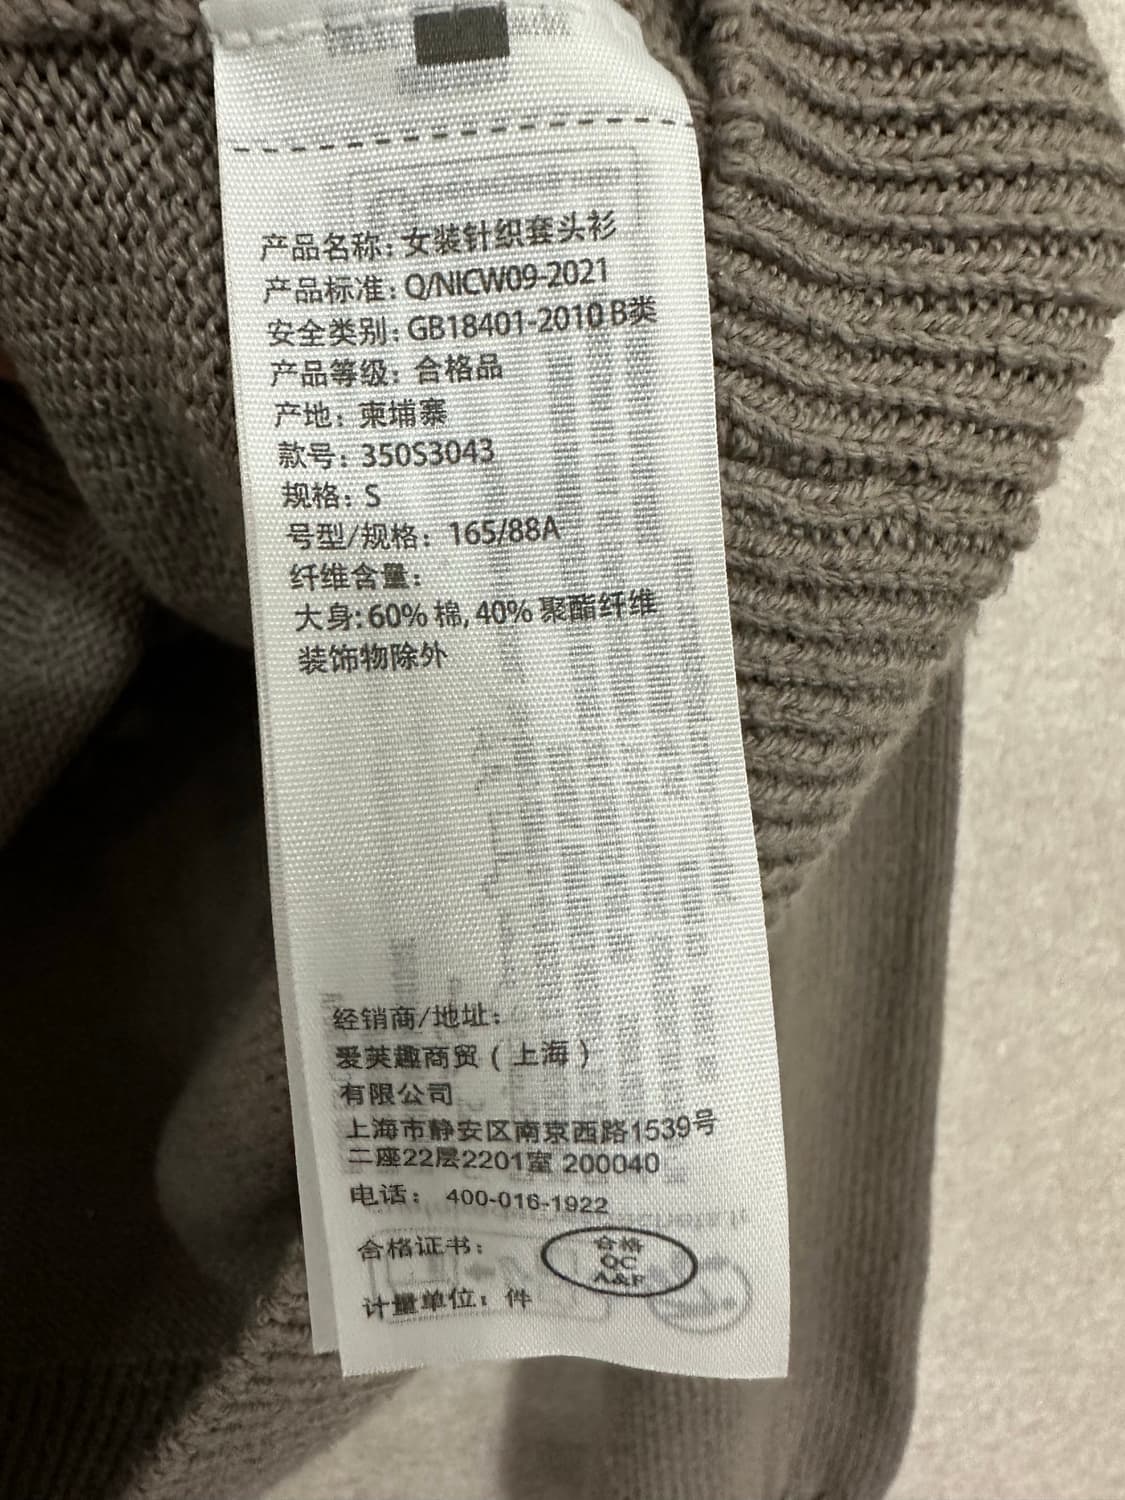 产品名称: 女装针织套头衫
产品标准: Q/NICW09-2021
安全类别: GB18401-2010 B类
产品等级: 合格品
产地: 柬埔寨
款号: 350S3043
规格: S
号型/规格: 165/88A
纤维含量:
大身: 60% 棉, 40% 聚酯纤维
装饰物除外
经销商/地址:
爱芙趣商贸 ( 上海 )
有限公司
上海市静安区南京西路1539号
二座22层2201室 200040
电话: 400-016-1922
合格证书:
合格
QC
A&F
计量单位: 件